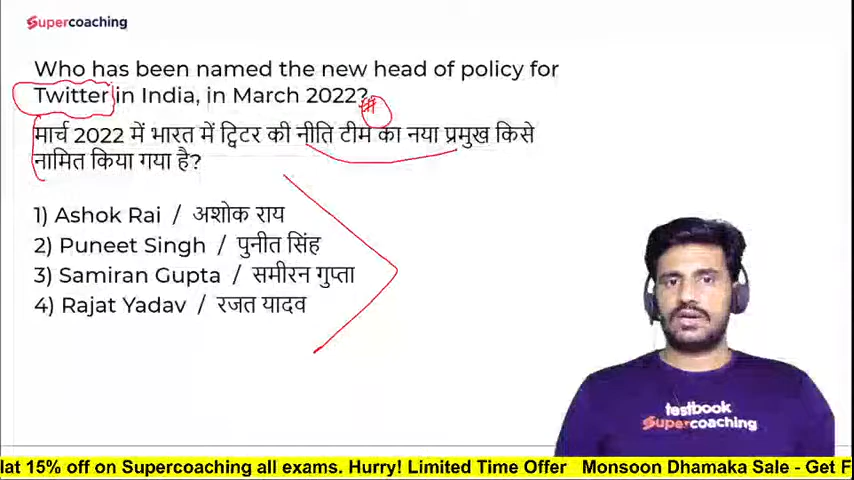 Supercoaching
Who has been named the new head of policy for
Twitter in India, in March 2022?
मार्च 2022 में भारत में ट्विटर की नीति टीम का नया प्रमुख किसे
नामित किया गया है?
1) Ashok Rai / अशोक राय
2) Puneet Singh / पुनीत सिंह
3) Samiran Gupta / समीरन गुप्ता
4) Rajat Yadav / रजत यादव
testbook
Supercoaching
lat 15% off on Supercoaching all exams. Hurry! Limited Time Offer Monsoon Dhamaka Sale - Get F